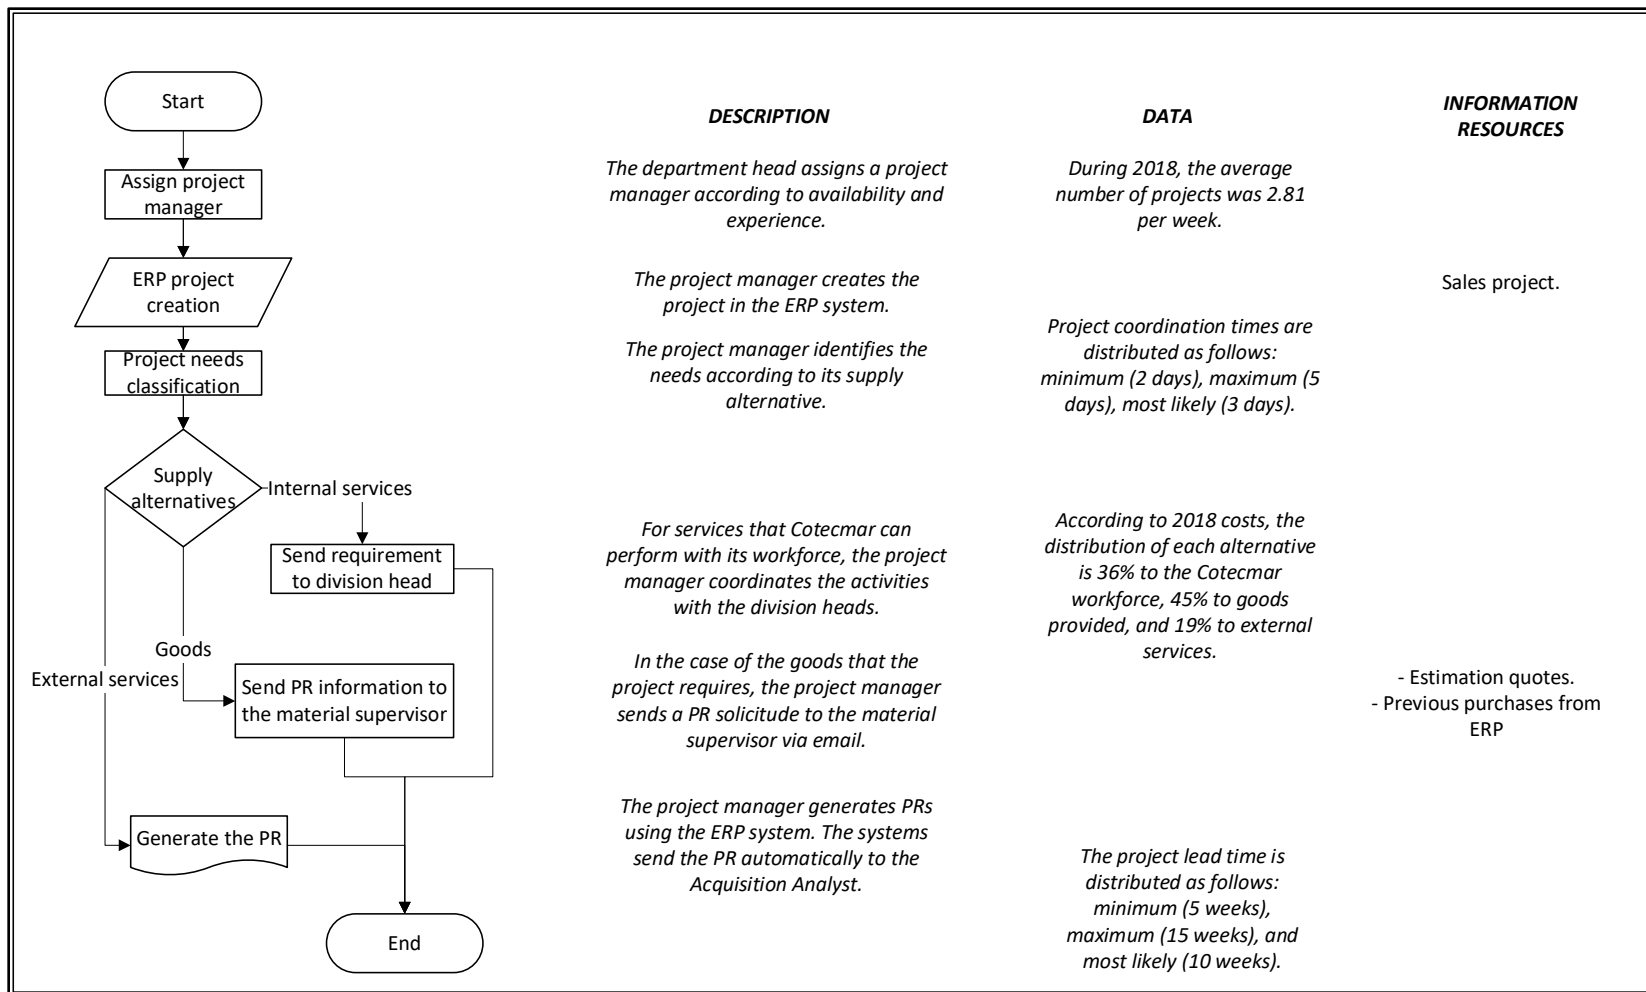 Start
Assign project
manager
ERP project
creation
Project needs
classification
Supply
alternatives
Internal services
Send requirement
to division head
Goods
External services
Send PR information to
the material supervisor
Generate the PR
End
DESCRIPTION
The department head assigns a project
manager according to availability and
experience.
The project manager creates the
project in the ERP system.
The project manager identifies the
needs according to its supply
alternative.
For services that Cotecmar can
perform with its workforce, the project
manager coordinates the activities
with the division heads.
In the case of the goods that the
project requires, the project manager
sends a PR solicitude to the material
supervisor via email.
The project manager generates PRs
using the ERP system. The systems
send the PR automatically to the
Acquisition Analyst.
DATA
During 2018, the average
number of projects was 2.81
per week.
Project coordination times are
distributed as follows:
minimum (2 days), maximum (5
days), most likely (3 days).
According to 2018 costs, the
distribution of each alternative
is 36% to the Cotecmar
workforce, 45% to goods
provided, and 19% to external
services.
The project lead time is
distributed as follows:
minimum (5 weeks),
maximum (15 weeks), and
most likely (10 weeks).
INFORMATION
RESOURCES
Sales project.
- Estimation quotes.
- Previous purchases from
ERP